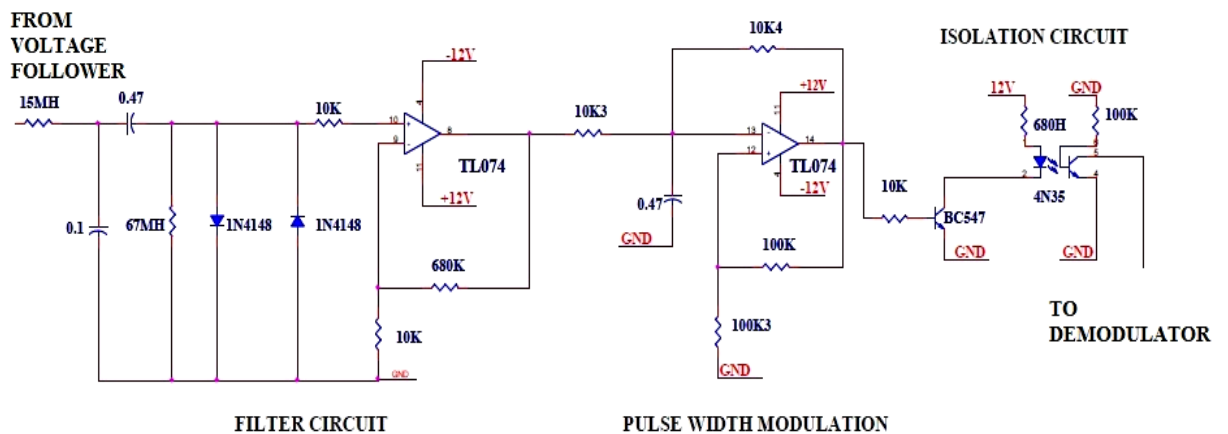 FROM
VOLTAGE
FOLLOWER
15MH
0.47
0.1
67MH
1N4148
1N4148
10K
10
9
+
-
4
-12V
8
TL074
11
+12V
680K
10K
GND
10K3
10K4
0.47
GND
13
12
-
+
11
+12V
14
TL074
4
-12V
100K
100K3
GND
10K
BC547
GND
ISOLATION CIRCUIT
12V
680H
1
2
4N35
GND
100K
6
5
4
GND
TO
DEMODULATOR
FILTER CIRCUIT
PULSE WIDTH MODULATION